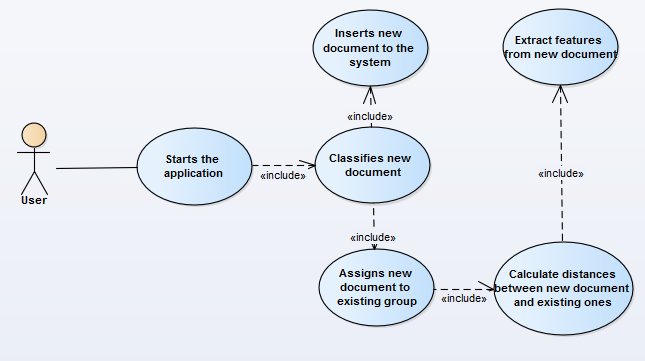 Inserts new
document to the
system
Extract features
from new document
«include»
«include»
User
Starts the
application
«include»
Classifies new
document
«include»
Assigns new
document to
existing group
«include»
Calculate distances
between new document
and existing ones